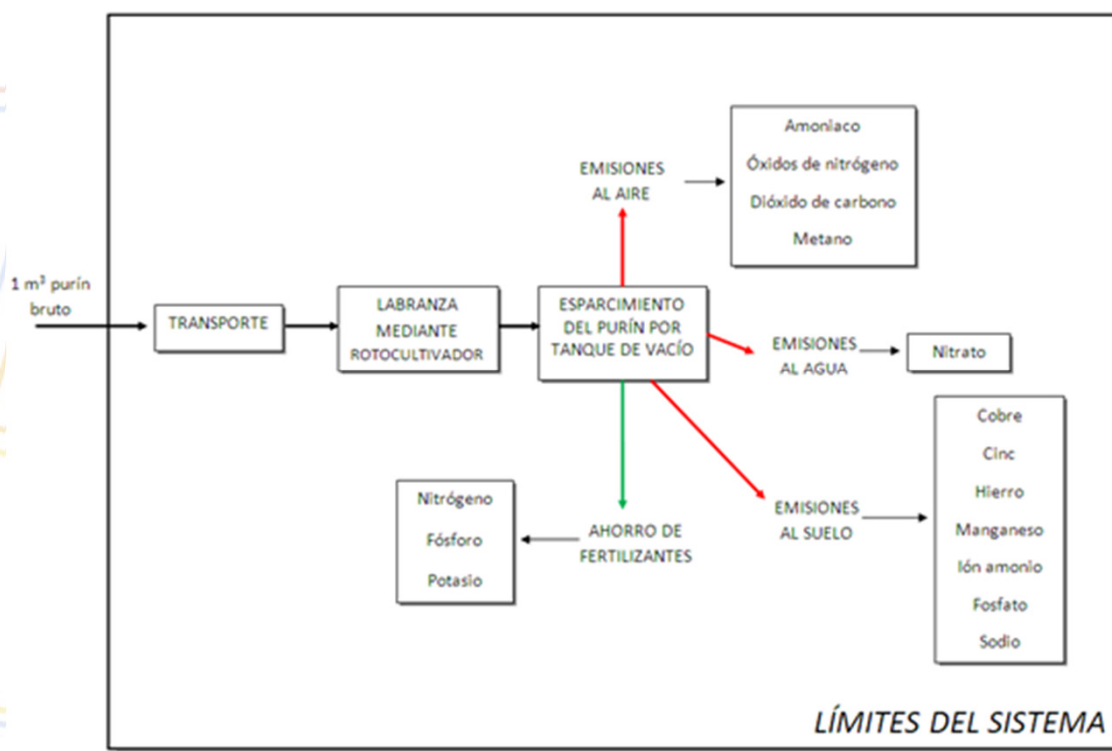 1 m³ purín
bruto
TRANSPORTE
LABRANZA
MEDIANTE
ROTOCULTIVADOR
ESPARCIMIENTO
DEL PURÍN POR
TANQUE DE VACÍO
EMISIONES
AL AIRE
Amoniaco
Óxidos de nitrógeno
Dióxido de carbono
Metano
EMISIONES
AL AGUA
Nitrato
EMISIONES
AL SUELO
Cobre
Cinc
Hierro
Manganeso
Ión amonio
Fosfato
Sodio
AHORRO DE
FERTILIZANTES
Nitrógeno
Fósforo
Potasio
LÍMITES DEL SISTEMA